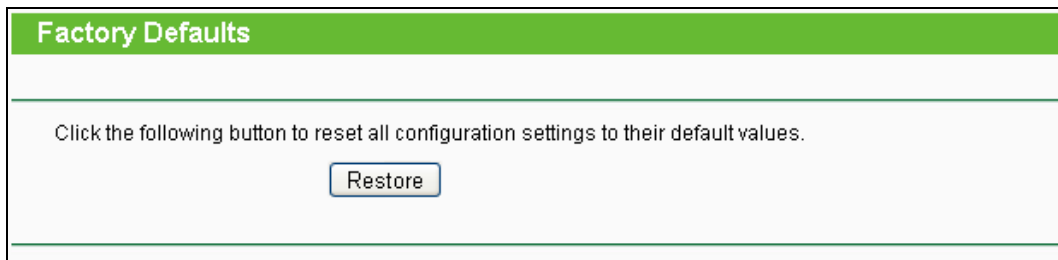 Factory Defaults
Click the following button to reset all configuration settings to their default values.
Restore